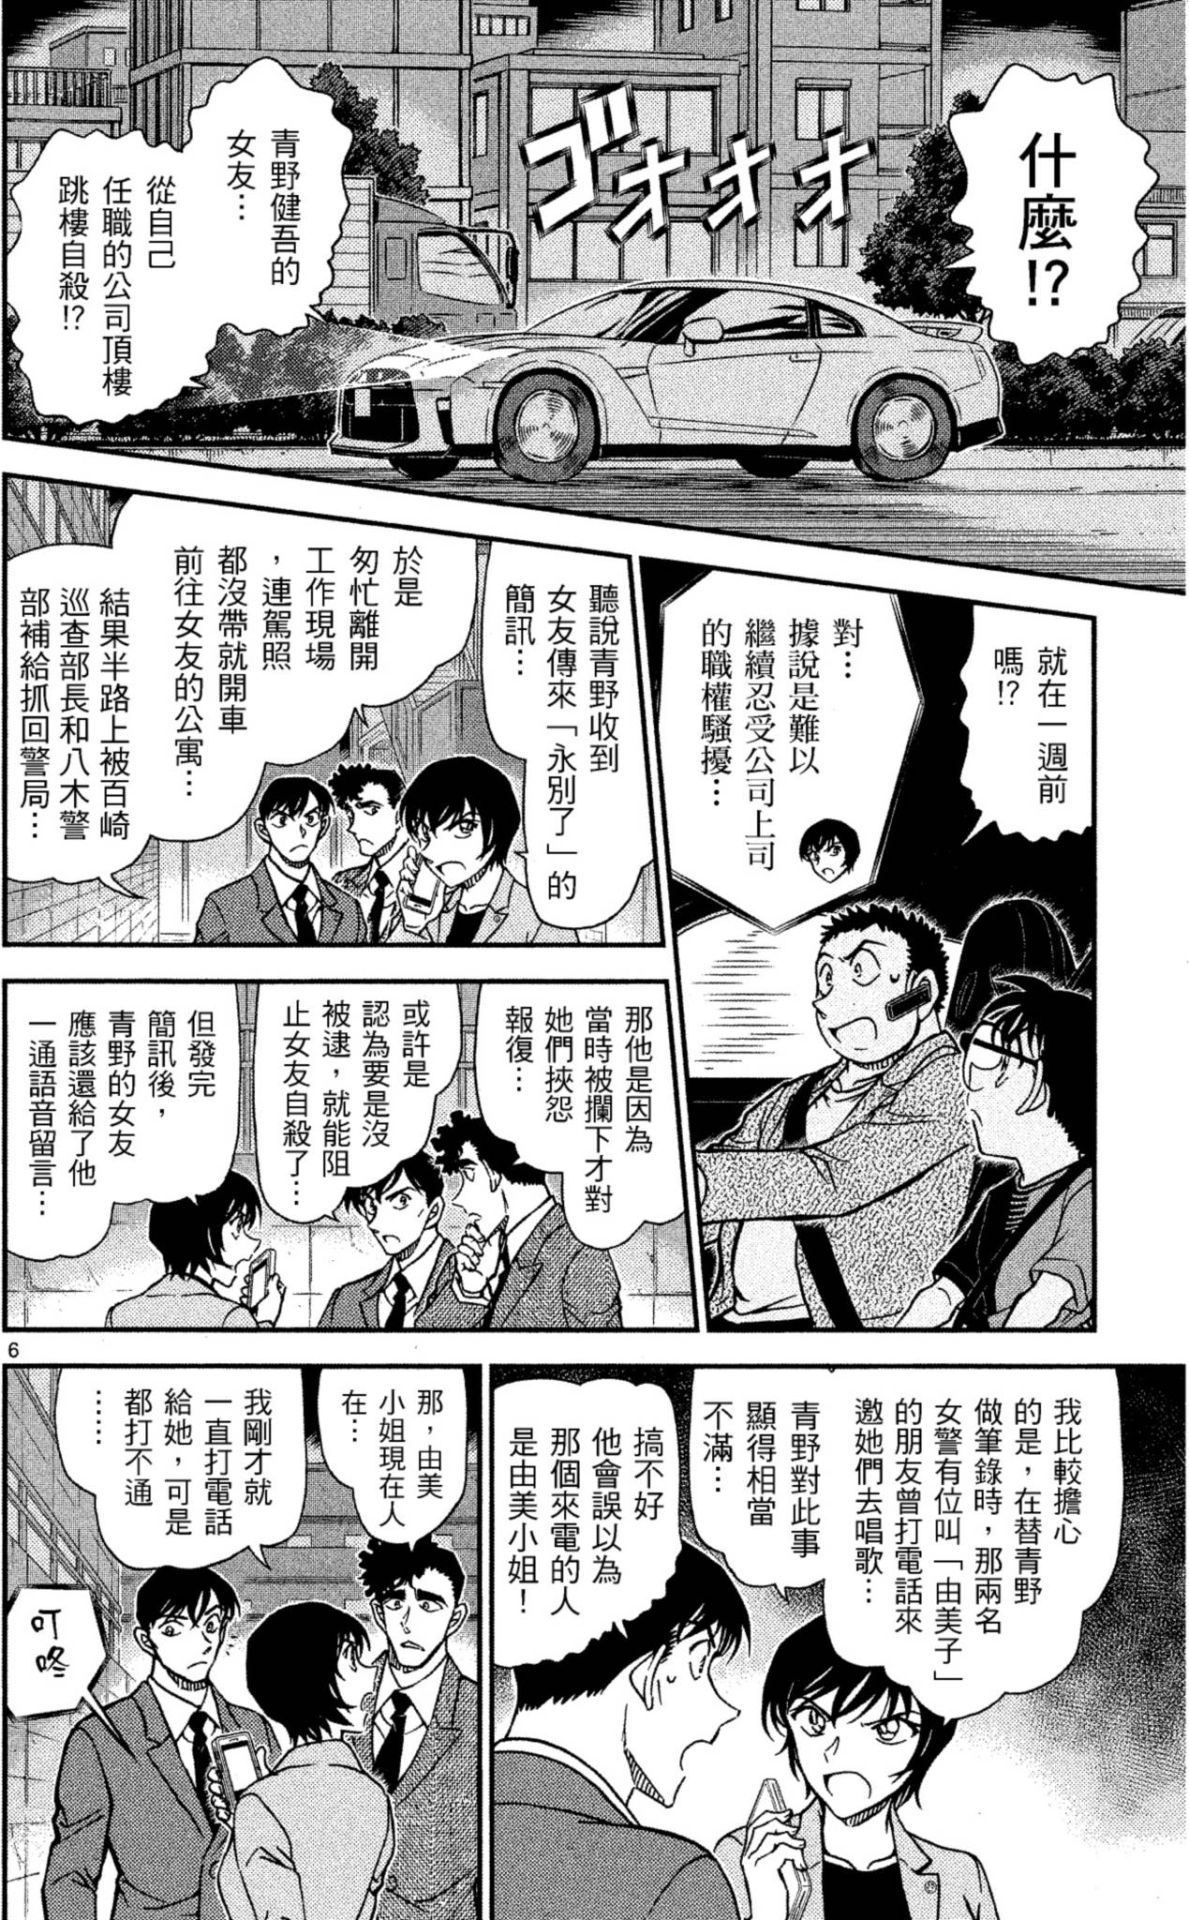 什麼!?
ゴオオオ
青野健吾的
女友…
從自己
任職的公司頂樓
跳樓自殺!?
就在一週前
嗎!?
對…
據說是難以
繼續忍受公司上司
的職權騷擾…
聽說青野收到
女友傳來「永別了」的
簡訊…
於是
匆忙離開
工作現場
，連駕照
都沒帶就開車
前往女友的公寓…
結果半路上被百崎
巡查部長和八木警
部補給抓回警局…
那他是因為
當時被攔下才對
她們挾怨
報復…
或許是
認為要是沒
被逮，就能阻
止女友自殺了…
但發完
簡訊後，
青野的女友
應該還給了他
一通語音留言…
6
我比較擔心
的是，在替青野
做筆錄時，那兩名
女警有位叫「由美子」
的朋友曾打電話來
邀她們去唱歌…
青野對此事
顯得相當
不滿…
搞不好
他會誤以為
那個來電的人
是由美小姐！
那，由美
小姐現在人
在…
我剛才就
一直打電話
給她，可是
都打不通
……
叮
咚